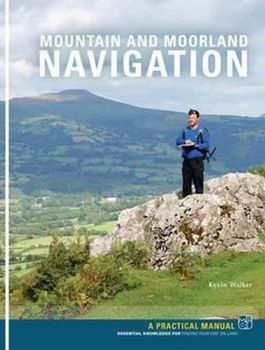 MOUNTAIN AND MOORLAND
NAVIGATION
Kevin Walker
A PRACTICAL MANUAL
ESSENTIAL KNOWLEDGE FOR FINDING YOUR WAY ON LAND